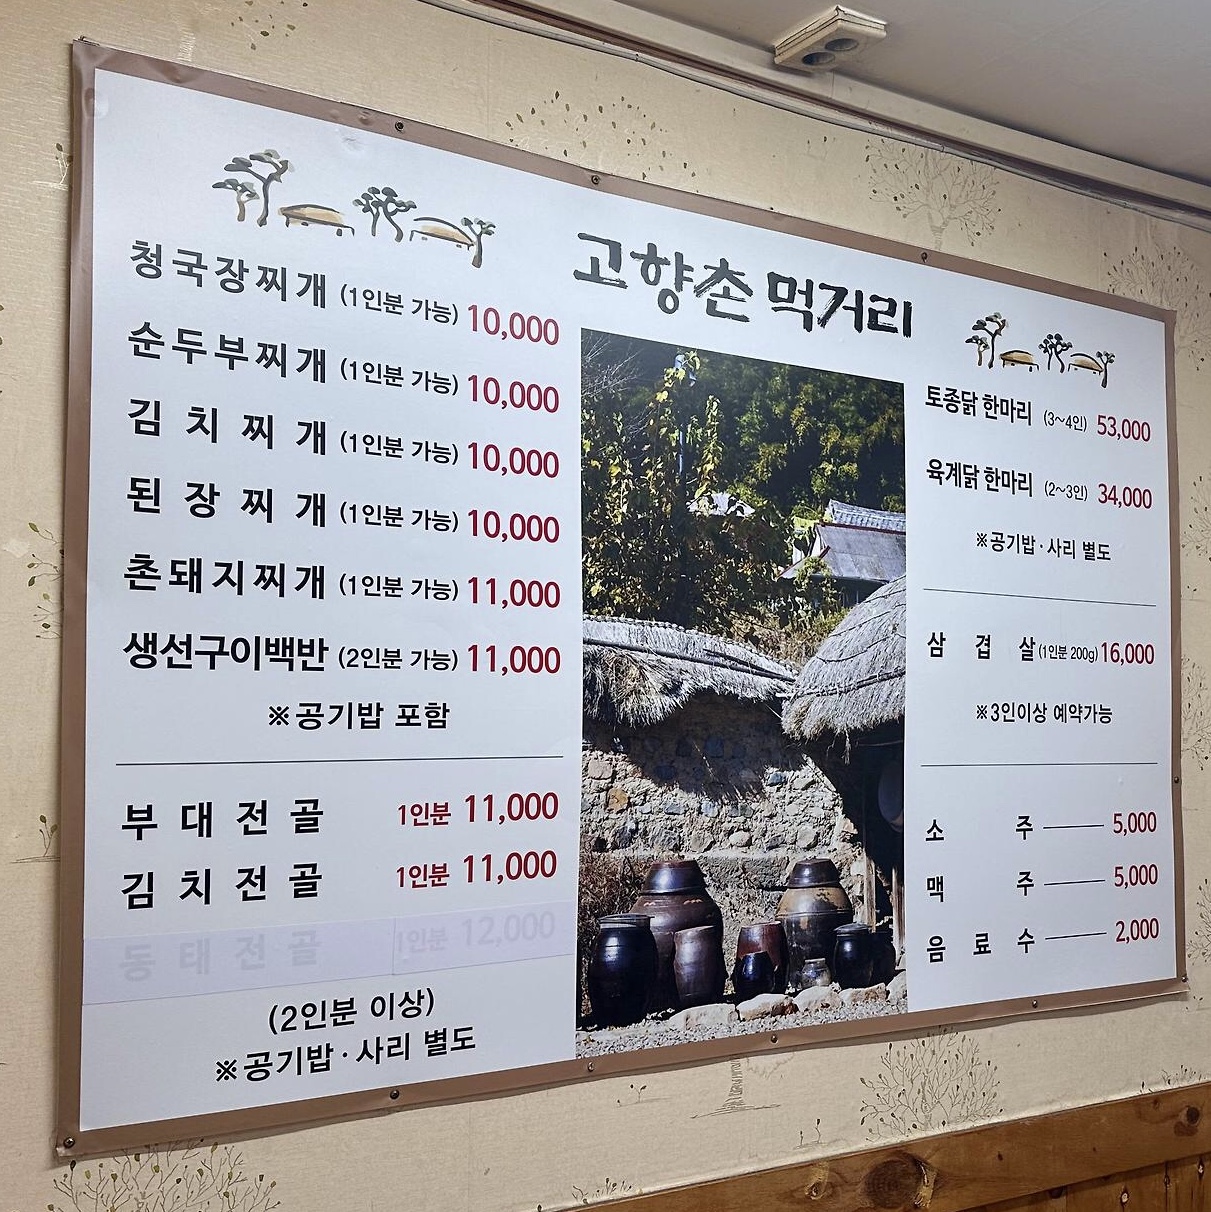 고향촌 먹거리
청국장찌개 (1인분 가능) 10,000
순두부찌개 (1인분 가능) 10,000
김치찌개 (1인분 가능) 10,000
된장찌개 (1인분 가능) 10,000
촌돼지찌개 (1인분 가능) 11,000
생선구이백반 (2인분 가능) 11,000
※공기밥 포함
부대전골 1인분 11,000
김치전골 1인분 11,000
동태전골 1인분 12,000
(2인분 이상)
※공기밥·사리 별도
토종닭 한마리 (3~4인) 53,000
육계닭 한마리 (2~3인) 34,000
※공기밥·사리 별도
삼겹살 (1인분 200g) 16,000
※3인이상 예약가능
소주 5,000
맥주 5,000
음료수 2,000